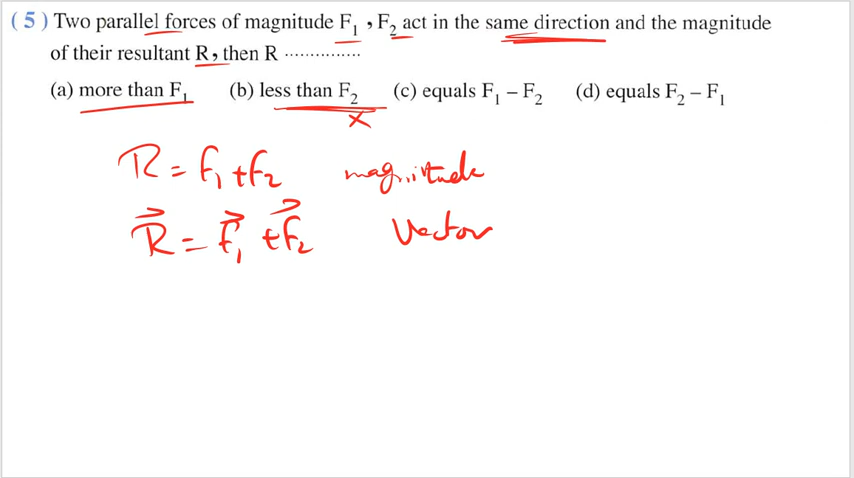 ( 5 ) Two parallel forces of magnitude F₁ , F₂ act in the same direction and the magnitude
of their resultant R , then R ...............
(a) more than F₁ (b) less than F₂ (c) equals F₁ – F₂ (d) equals F₂ – F₁
x
R = F₁ + F₂ magnitude
R⃗ = F⃗₁ + F⃗₂ Vector